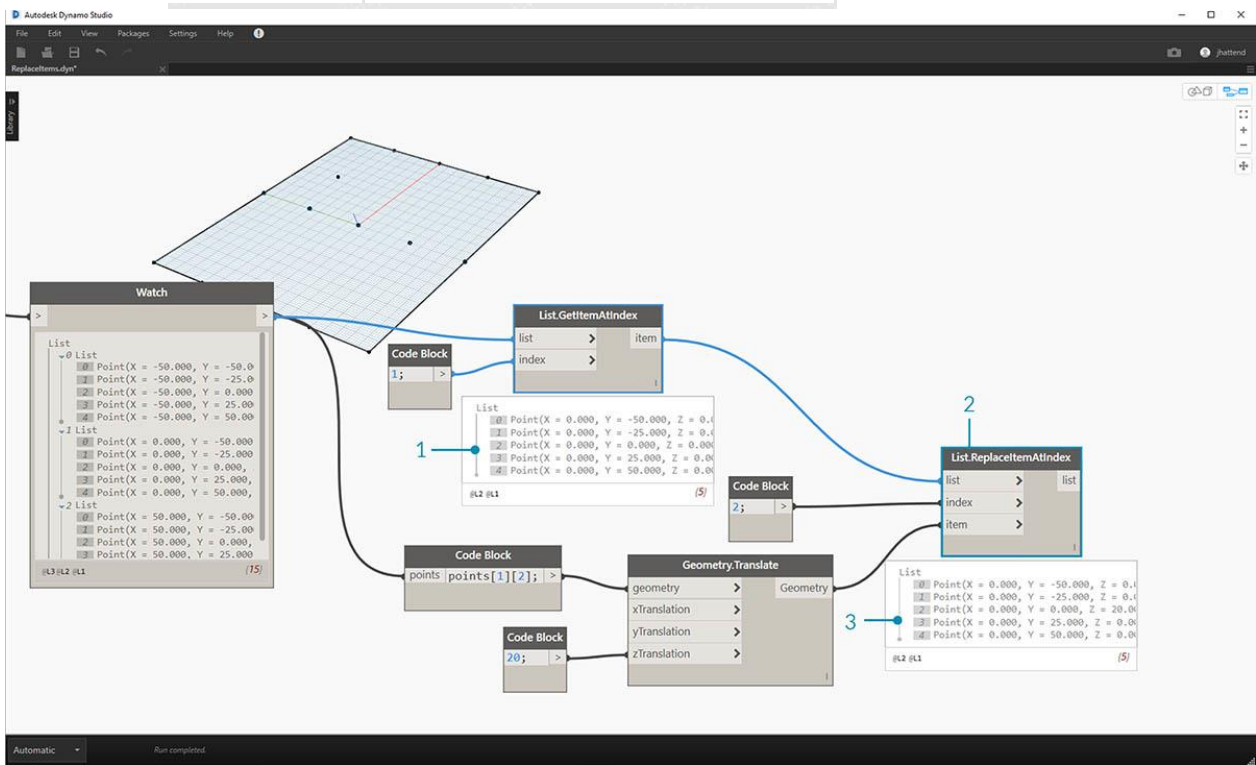 Autodesk Dynamo Studio
File Edit View Packages Settings Help
jhattend
ReplaceItems.dyn*
Library
Watch
> >
List
0 List
0 Point(X = -50.000, Y = -50.0
1 Point(X = -50.000, Y = -25.0
2 Point(X = -50.000, Y = 0.000
3 Point(X = -50.000, Y = 25.00
4 Point(X = -50.000, Y = 50.00
1 List
0 Point(X = 0.000, Y = -50.000
1 Point(X = 0.000, Y = -25.000
2 Point(X = 0.000, Y = 0.000,
3 Point(X = 0.000, Y = 25.000,
4 Point(X = 0.000, Y = 50.000,
2 List
0 Point(X = 50.000, Y = -50.00
1 Point(X = 50.000, Y = -25.00
2 Point(X = 50.000, Y = 0.000,
3 Point(X = 50.000, Y = 25.000
@L3 @L2 @L1 {15}
Code Block
1; >
List.GetItemAtIndex
list > item
index >
1
List
0 Point(X = 0.000, Y = -50.000, Z = 0.0
1 Point(X = 0.000, Y = -25.000, Z = 0.0
2 Point(X = 0.000, Y = 0.000, Z = 0.000
3 Point(X = 0.000, Y = 25.000, Z = 0.00
4 Point(X = 0.000, Y = 50.000, Z = 0.00
@L2 @L1 {5}
Code Block
points points[1][2]; >
Code Block
20; >
Geometry.Translate
geometry > Geometry
xTranslation >
yTranslation >
zTranslation >
Code Block
2; >
2
List.ReplaceItemAtIndex
list > list
index >
item >
3
List
0 Point(X = 0.000, Y = -50.000, Z = 0.0
1 Point(X = 0.000, Y = -25.000, Z = 0.0
2 Point(X = 0.000, Y = 0.000, Z = 20.00
3 Point(X = 0.000, Y = 25.000, Z = 0.00
4 Point(X = 0.000, Y = 50.000, Z = 0.00
@L2 @L1 {5}
Automatic Run completed.